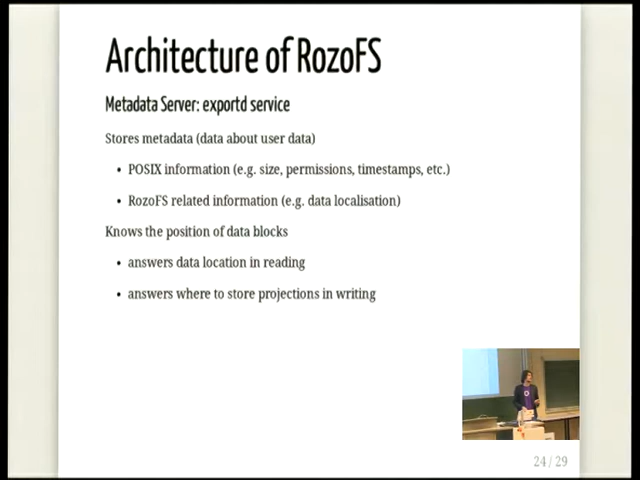 Architecture of RozoFS
Metadata Server: exportd service
Stores metadata (data about user data)
• POSIX information (e.g. size, permissions, timestamps, etc.)
• RozoFS related information (e.g. data localisation)
Knows the position of data blocks
• answers data location in reading
• answers where to store projections in writing
24 / 29